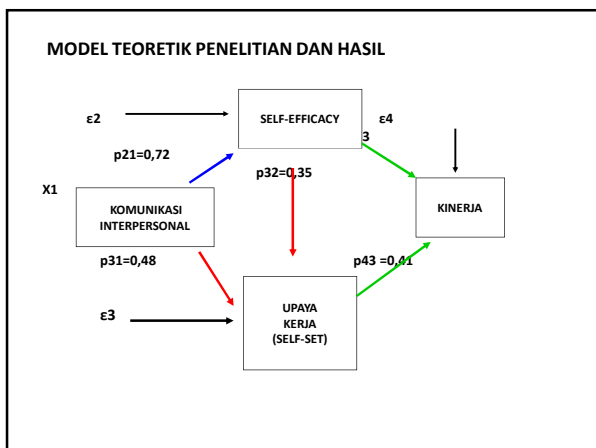 MODEL TEORETIK PENELITIAN DAN HASIL
ε2
SELF-EFFICACY
ε4
3
p21=0,72
p32=0,35
X1
KOMUNIKASI
INTERPERSONAL
KINERJA
p31=0,48
p43 =0,41
ε3
UPAYA
KERJA
(SELF-SET)